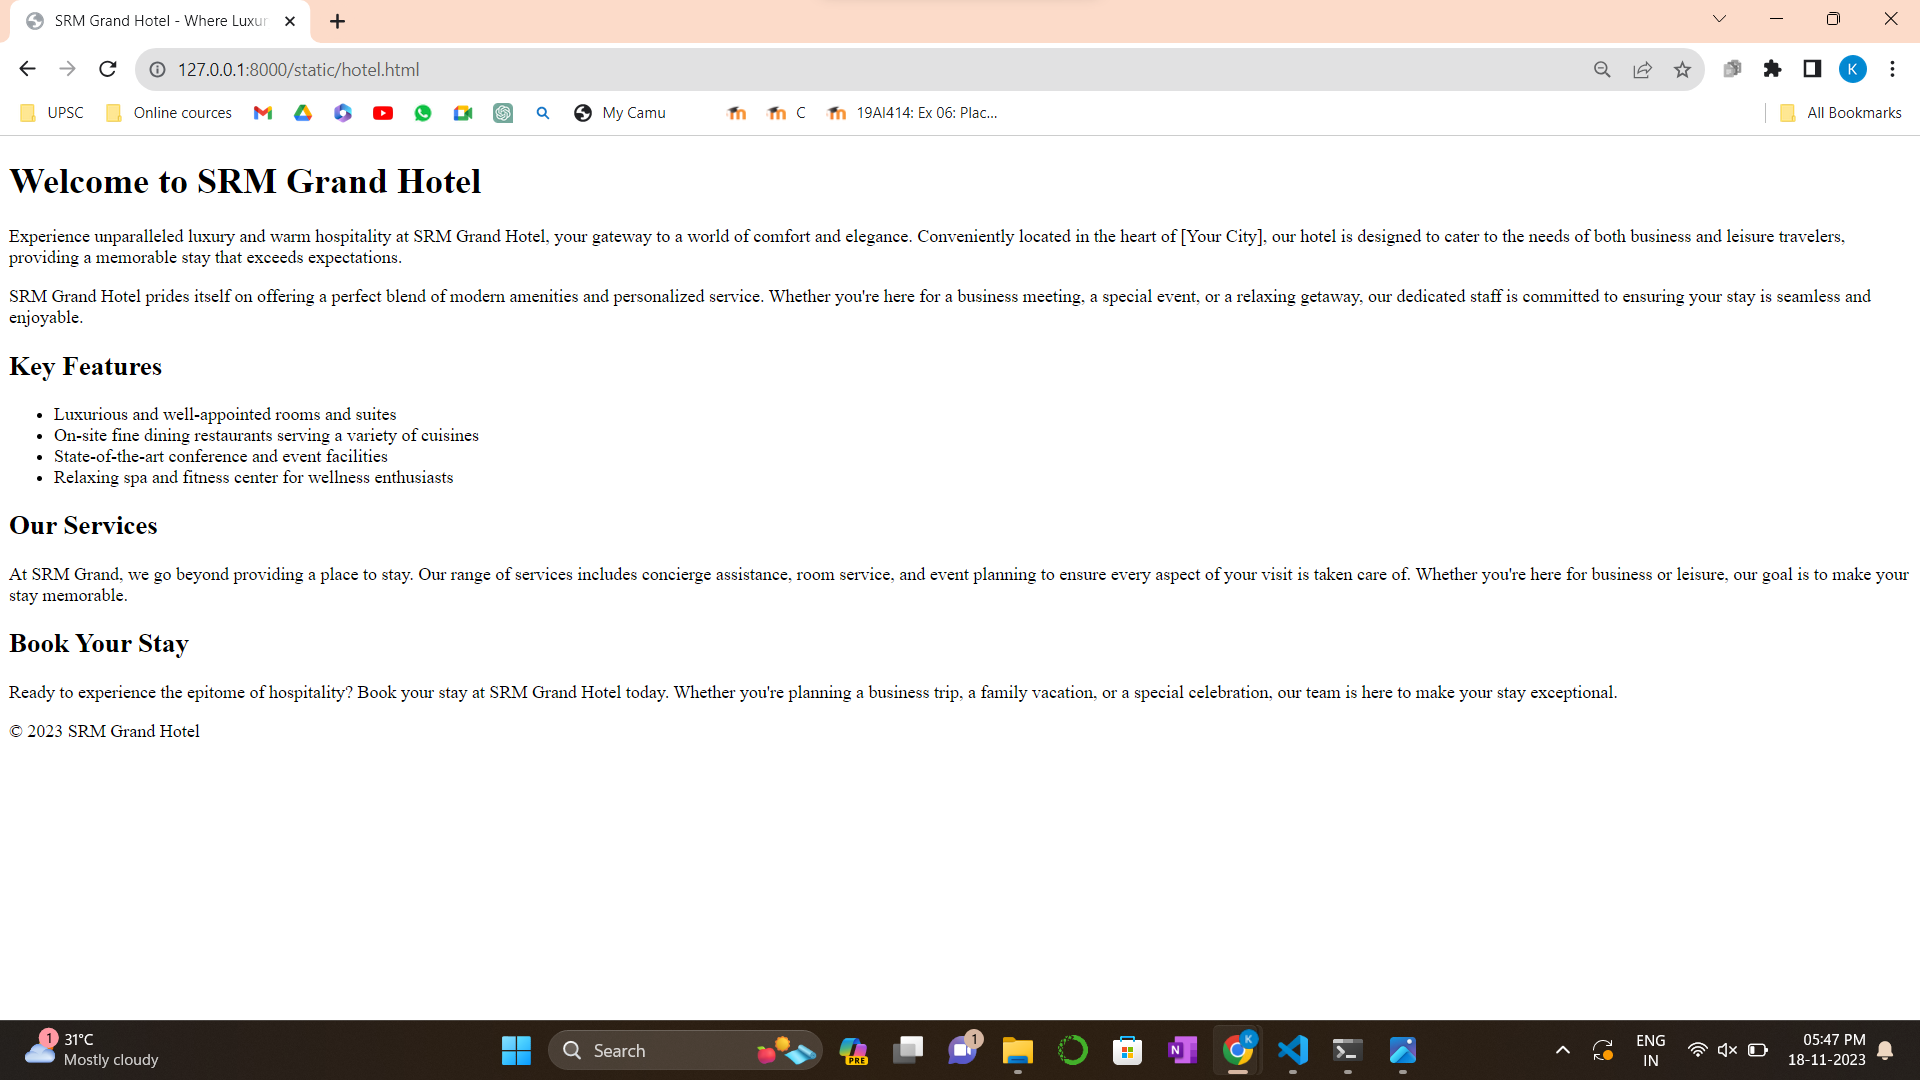 SRM Grand Hotel - Where Luxur
127.0.0.1:8000/static/hotel.html
K
UPSC
Online cources
My Camu
C
19AI414: Ex 06: Plac...
All Bookmarks
Welcome to SRM Grand Hotel
Experience unparalleled luxury and warm hospitality at SRM Grand Hotel, your gateway to a world of comfort and elegance. Conveniently located in the heart of [Your City], our hotel is designed to cater to the needs of both business and leisure travelers,
providing a memorable stay that exceeds expectations.
SRM Grand Hotel prides itself on offering a perfect blend of modern amenities and personalized service. Whether you're here for a business meeting, a special event, or a relaxing getaway, our dedicated staff is committed to ensuring your stay is seamless and
enjoyable.
Key Features
• Luxurious and well-appointed rooms and suites
• On-site fine dining restaurants serving a variety of cuisines
• State-of-the-art conference and event facilities
• Relaxing spa and fitness center for wellness enthusiasts
Our Services
At SRM Grand, we go beyond providing a place to stay. Our range of services includes concierge assistance, room service, and event planning to ensure every aspect of your visit is taken care of. Whether you're here for business or leisure, our goal is to make your
stay memorable.
Book Your Stay
Ready to experience the epitome of hospitality? Book your stay at SRM Grand Hotel today. Whether you're planning a business trip, a family vacation, or a special celebration, our team is here to make your stay exceptional.
© 2023 SRM Grand Hotel
1
31°C
Mostly cloudy
Search
PRE
1
N
K
ENG
IN
05:47 PM
18-11-2023